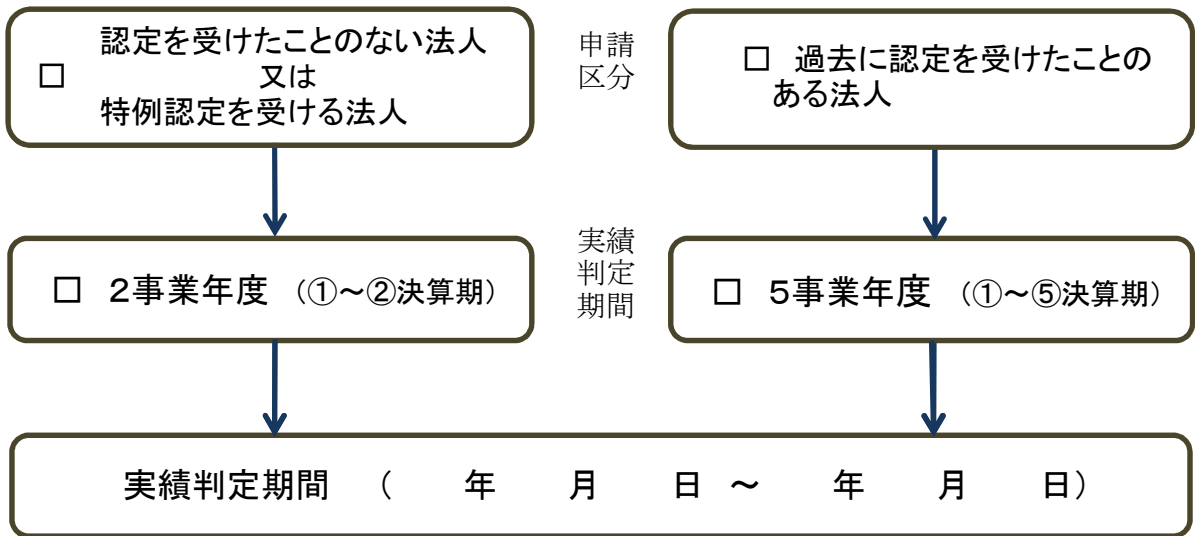 認定を受けたことのない法人
□ 又は
特例認定を受ける法人
申請
区分
□ 過去に認定を受けたことの
ある法人
□ 2事業年度 (①～②決算期)
実績
判定
期間
□ 5事業年度 (①～⑤決算期)
実績判定期間 ( 年 月 日 ～ 年 月 日)